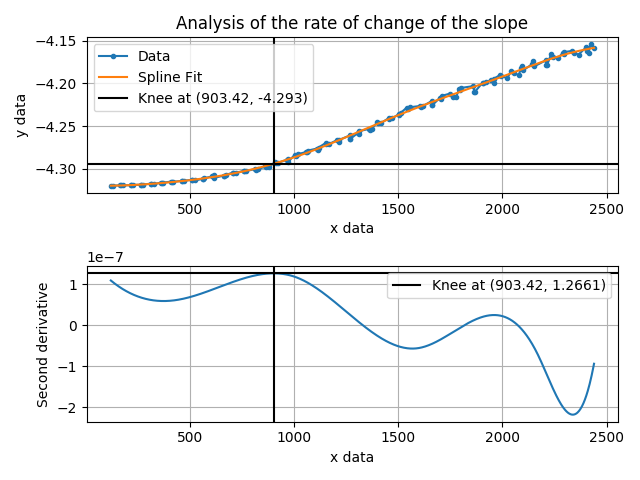 Analysis of the rate of change of the slope
−4.15
−4.20
−4.25
−4.30
y data
Data
Spline Fit
Knee at (903.42, -4.293)
500
1000
1500
2000
2500
x data
1e−7
1
0
−1
−2
Second derivative
Knee at (903.42, 1.2661)
500
1000
1500
2000
2500
x data